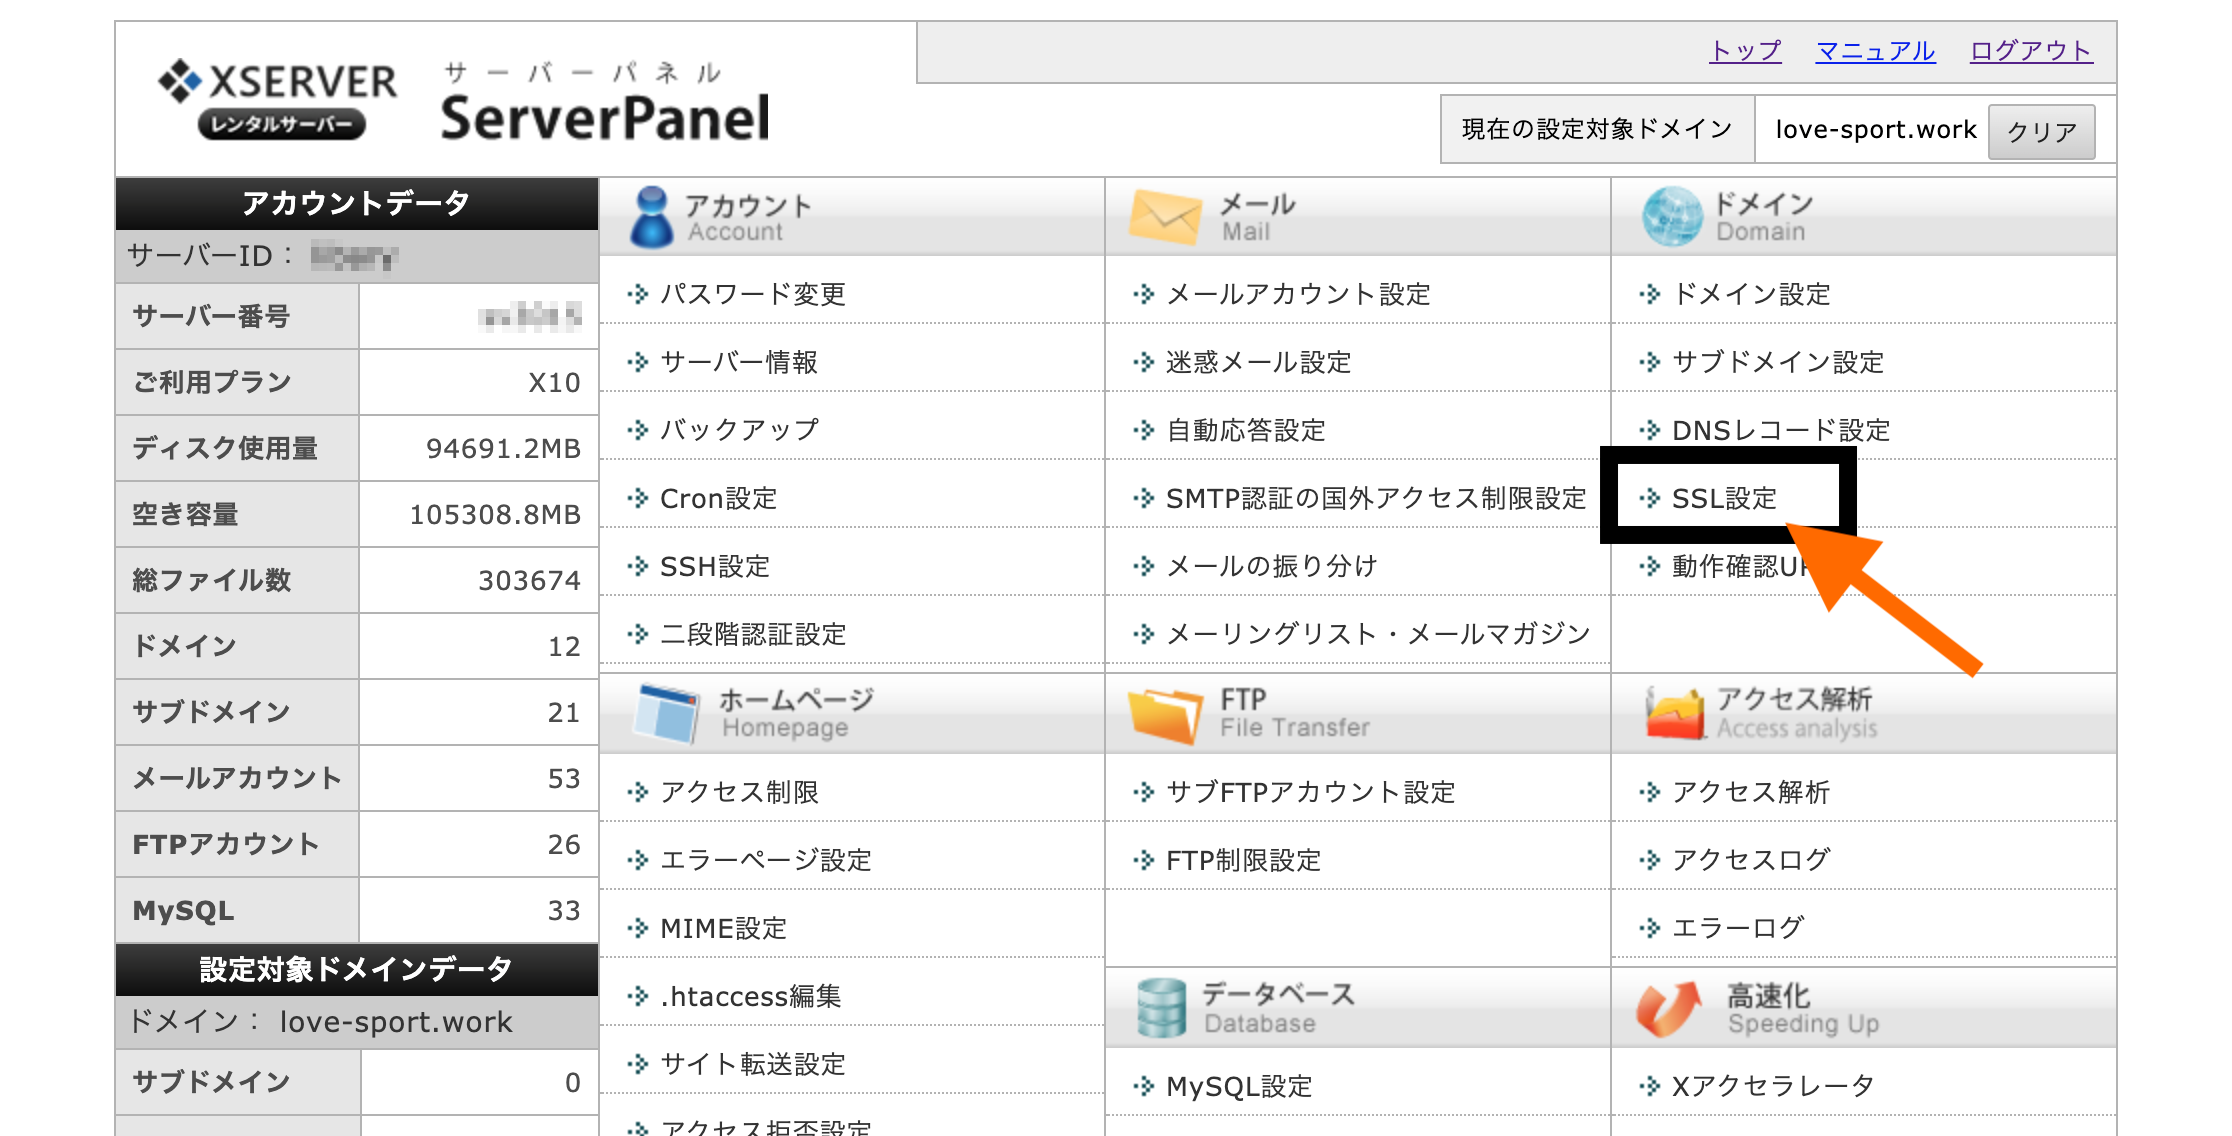 トップ マニュアル ログアウト
XSERVER
レンタルサーバー
サーバーパネル
ServerPanel
現在の設定対象ドメイン love-sport.work クリア
アカウントデータ
サーバーID：
サーバー番号
ご利用プラン X10
ディスク使用量 94691.2MB
空き容量 105308.8MB
総ファイル数 303674
ドメイン 12
サブドメイン 21
メールアカウント 53
FTPアカウント 26
MySQL 33
設定対象ドメインデータ
ドメイン： love-sport.work
サブドメイン 0
アカウント
Account
パスワード変更
サーバー情報
バックアップ
Cron設定
SSH設定
二段階認証設定
メール
Mail
メールアカウント設定
迷惑メール設定
自動応答設定
SMTP認証の国外アクセス制限設定
メールの振り分け
メーリングリスト・メールマガジン
ドメイン
Domain
ドメイン設定
サブドメイン設定
DNSレコード設定
SSL設定
動作確認U
ホームページ
Homepage
アクセス制限
エラーページ設定
MIME設定
.htaccess編集
サイト転送設定
アクセス拒否設定
FTP
File Transfer
サブFTPアカウント設定
FTP制限設定
アクセス解析
Access analysis
アクセス解析
アクセスログ
エラーログ
データベース
Database
MySQL設定
高速化
Speeding Up
Xアクセラレータ